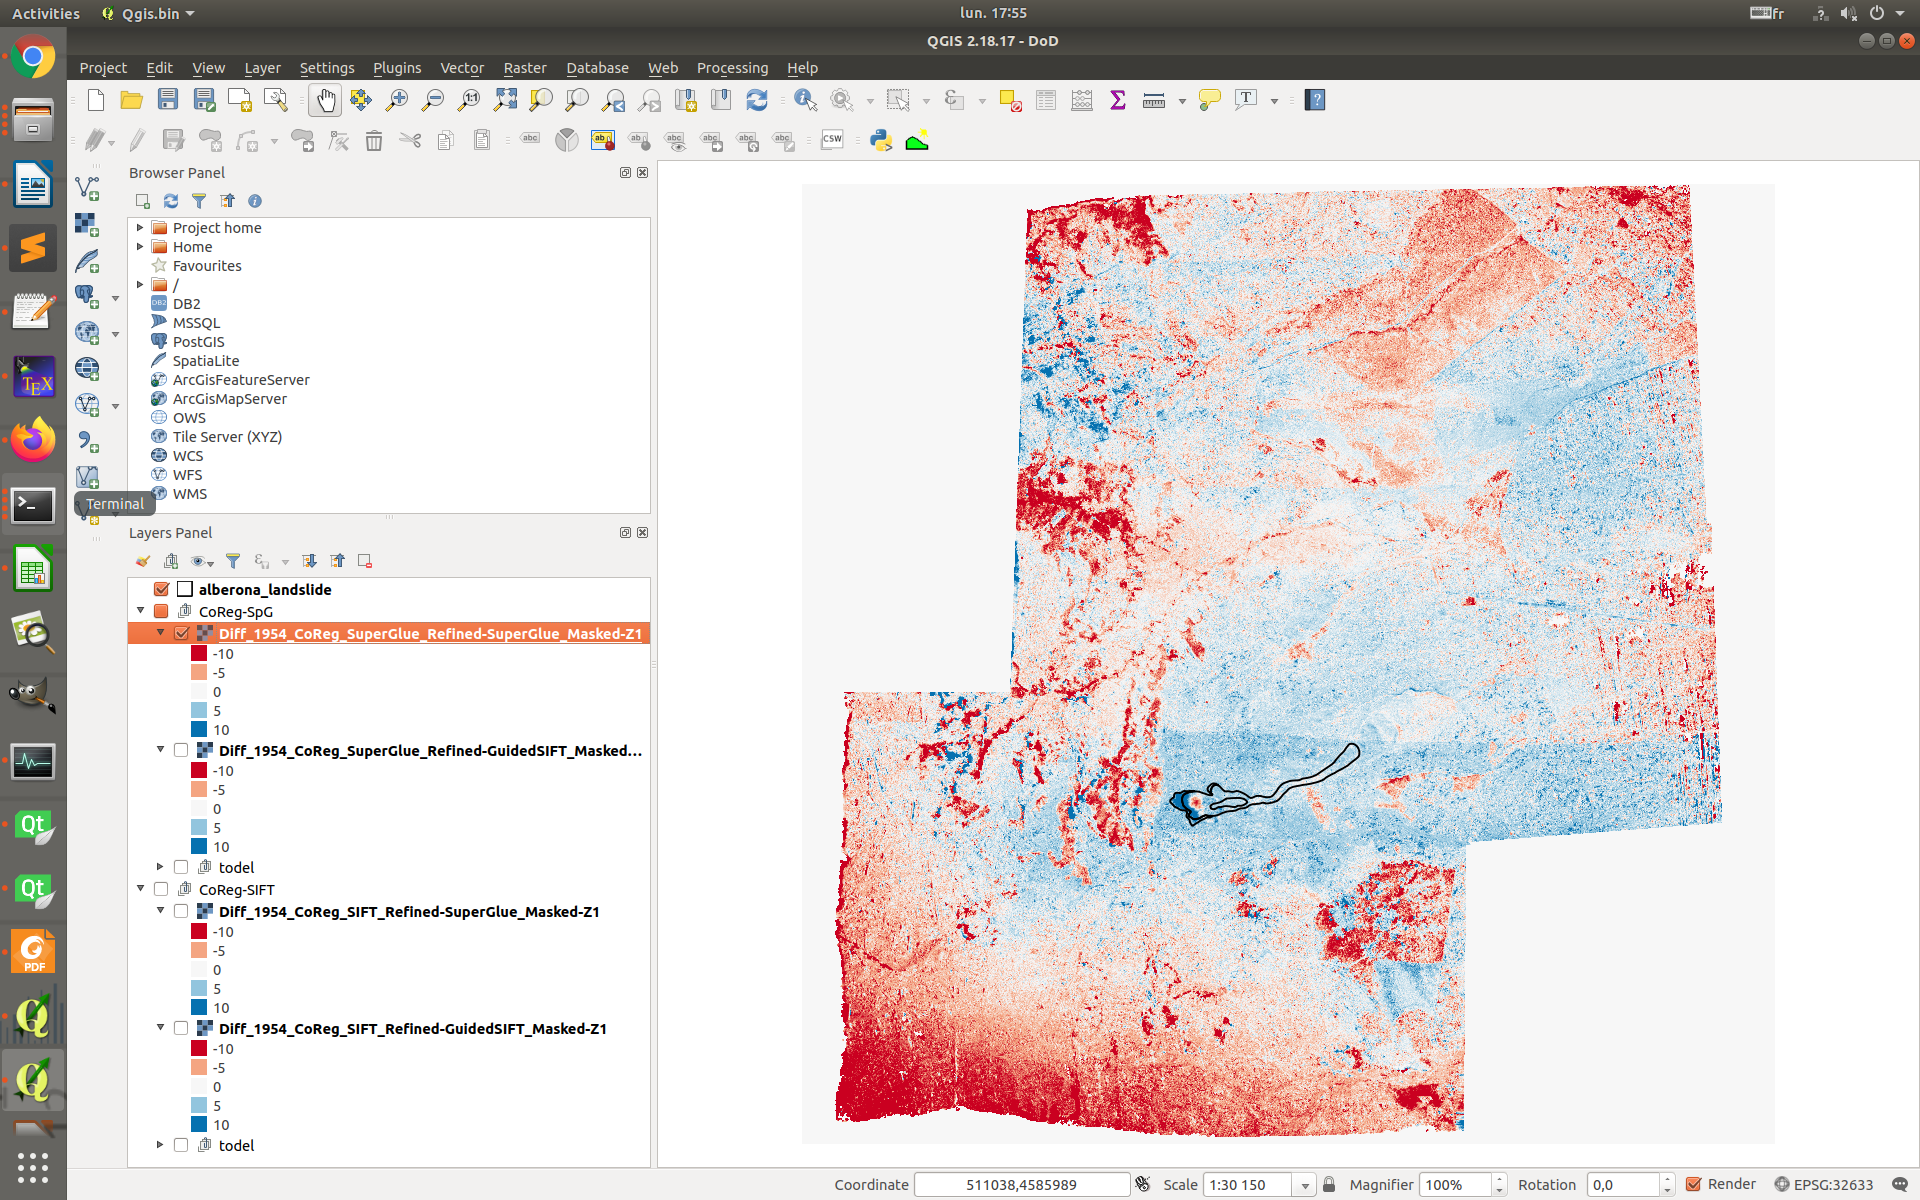 Activities Qgis.bin lun. 17:55 fr
QGIS 2.18.17 - DoD
Project Edit View Layer Settings Plugins Vector Raster Database Web Processing Help
Browser Panel
Project home
Home
Favourites
/
DB2
MSSQL
PostGIS
SpatiaLite
ArcGisFeatureServer
ArcGisMapServer
OWS
Tile Server (XYZ)
WCS
WFS
WMS
Terminal
Layers Panel
alberona_landslide
CoReg-SpG
Diff_1954_CoReg_SuperGlue_Refined-SuperGlue_Masked-Z1
-10
-5
0
5
10
Diff_1954_CoReg_SuperGlue_Refined-GuidedSIFT_Masked...
-10
-5
0
5
10
todel
CoReg-SIFT
Diff_1954_CoReg_SIFT_Refined-SuperGlue_Masked-Z1
-10
-5
0
5
10
Diff_1954_CoReg_SIFT_Refined-GuidedSIFT_Masked-Z1
-10
-5
0
5
10
todel
Coordinate 511038,4585989 Scale 1:30 150 Magnifier 100% Rotation 0,0 Render EPSG:32633